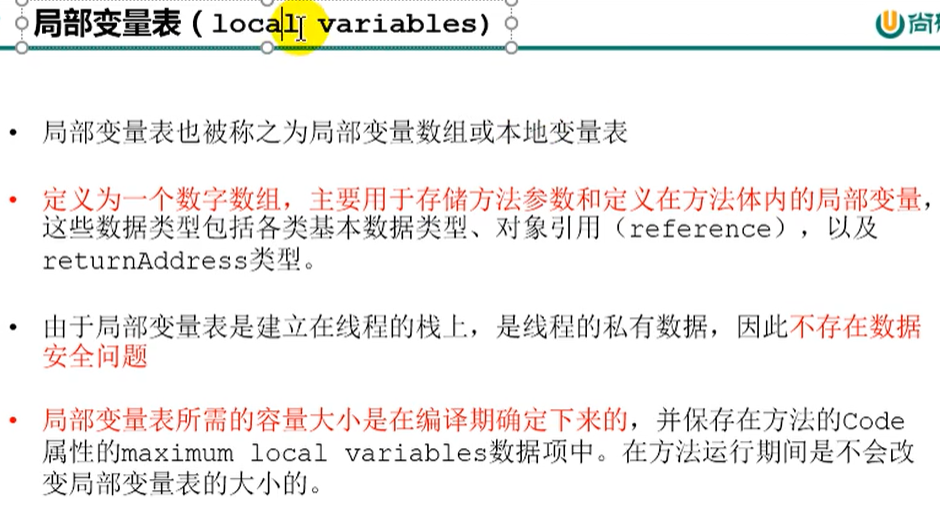 局部变量表（local variables）
尚硅
• 局部变量表也被称之为局部变量数组或本地变量表
• 定义为一个数字数组，主要用于存储方法参数和定义在方法体内的局部变量，
这些数据类型包括各类基本数据类型、对象引用（reference），以及
returnAddress类型。
• 由于局部变量表是建立在线程的栈上，是线程的私有数据，因此不存在数据
安全问题
• 局部变量表所需的容量大小是在编译期确定下来的，并保存在方法的Code
属性的maximum local variables数据项中。在方法运行期间是不会改
变局部变量表的大小的。